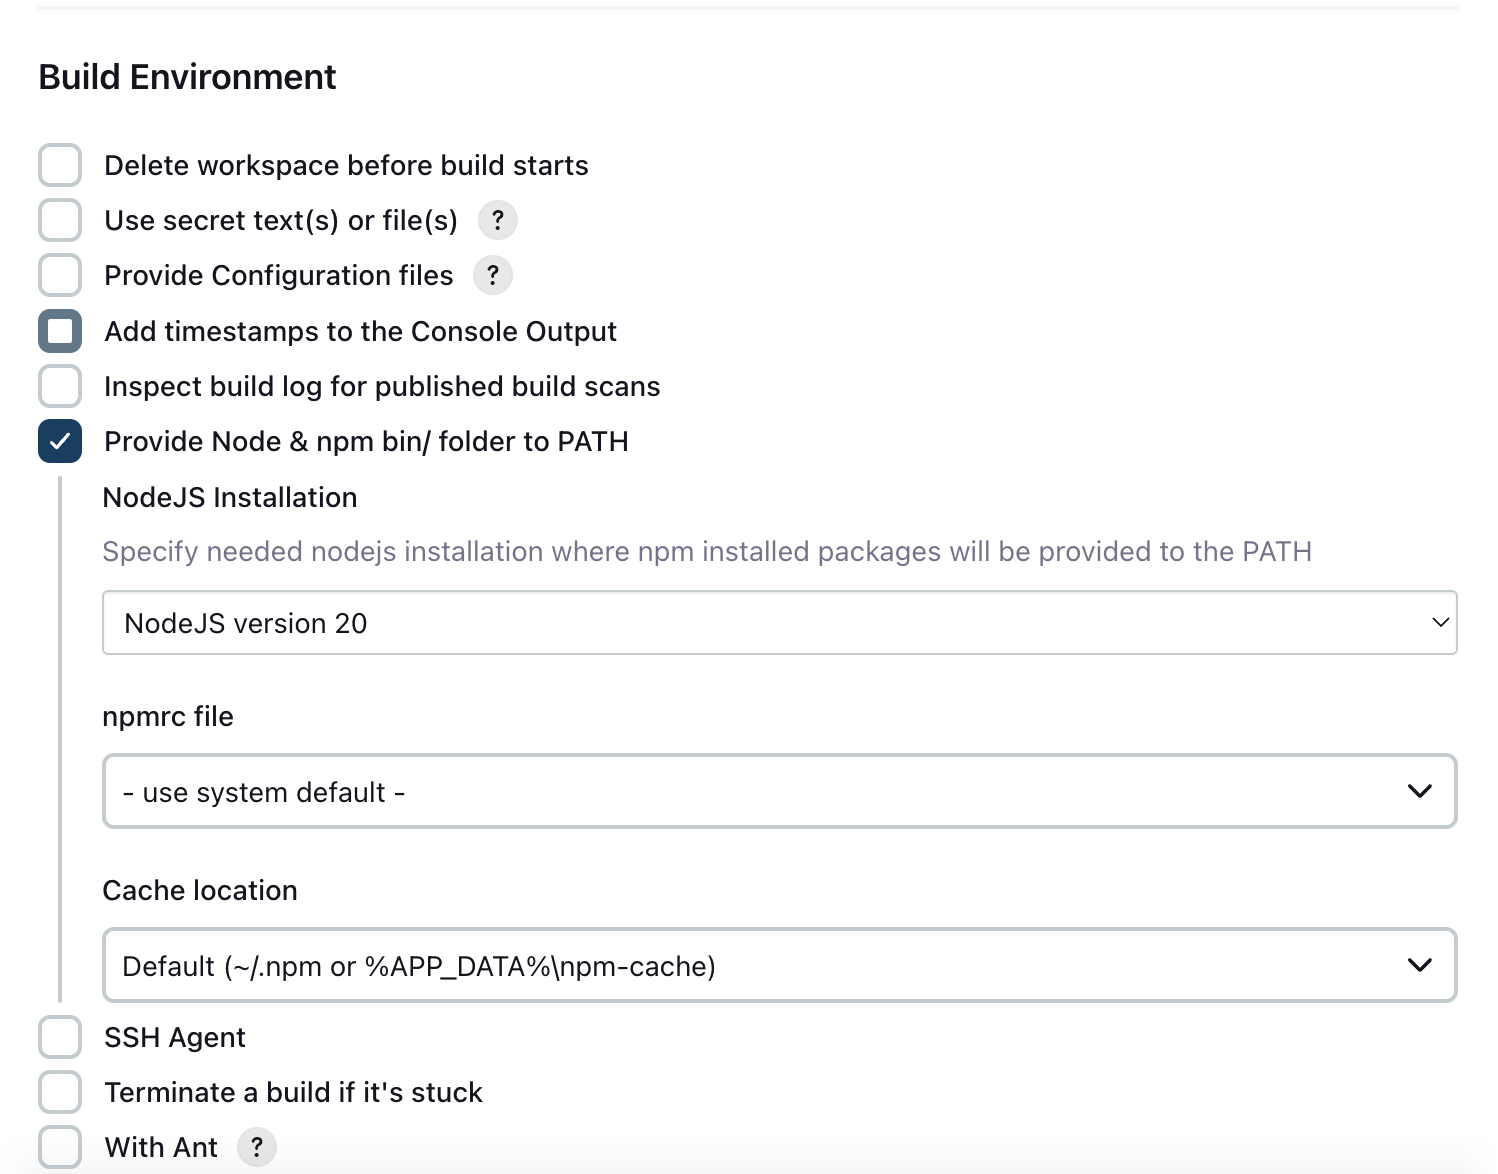 Build Environment
Delete workspace before build starts
Use secret text(s) or file(s) ?
Provide Configuration files ?
Add timestamps to the Console Output
Inspect build log for published build scans
Provide Node & npm bin/ folder to PATH
NodeJS Installation
Specify needed nodejs installation where npm installed packages will be provided to the PATH
NodeJS version 20
npmrc file
- use system default -
Cache location
Default (~/.npm or %APP_DATA%\npm-cache)
SSH Agent
Terminate a build if it's stuck
With Ant ?